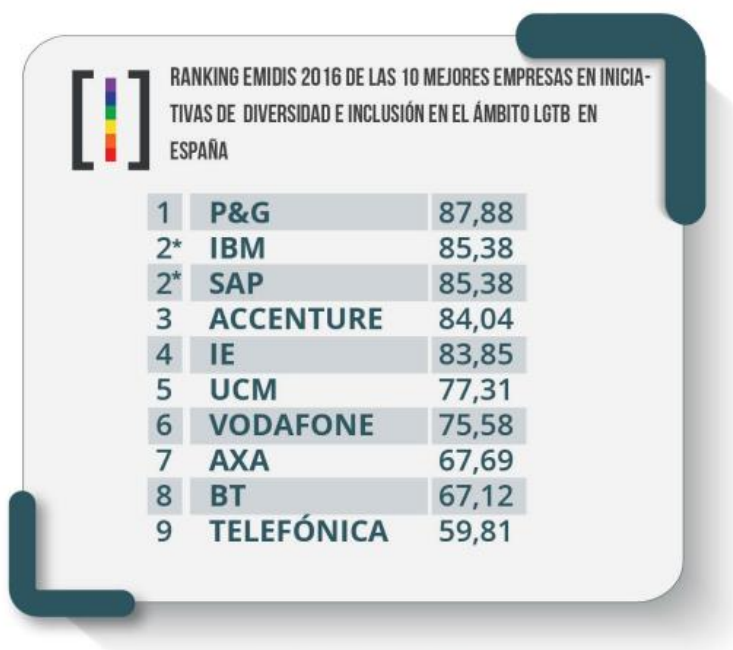 RANKING EMIDIS 2016 DE LAS 10 MEJORES EMPRESAS EN INICIA-
TIVAS DE DIVERSIDAD E INCLUSIÓN EN EL ÁMBITO LGTB EN
ESPAÑA
1 P&G 87,88
2* IBM 85,38
2* SAP 85,38
3 ACCENTURE 84,04
4 IE 83,85
5 UCM 77,31
6 VODAFONE 75,58
7 AXA 67,69
8 BT 67,12
9 TELEFÓNICA 59,81